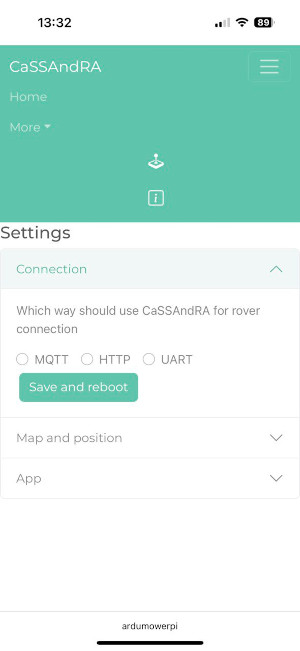 13:32
89
CaSSAndRA
Home
More
i
Settings
Connection
Which way should use CaSSAndRA for rover
connection
MQTT HTTP UART
Save and reboot
Map and position
App
ardumowerpi